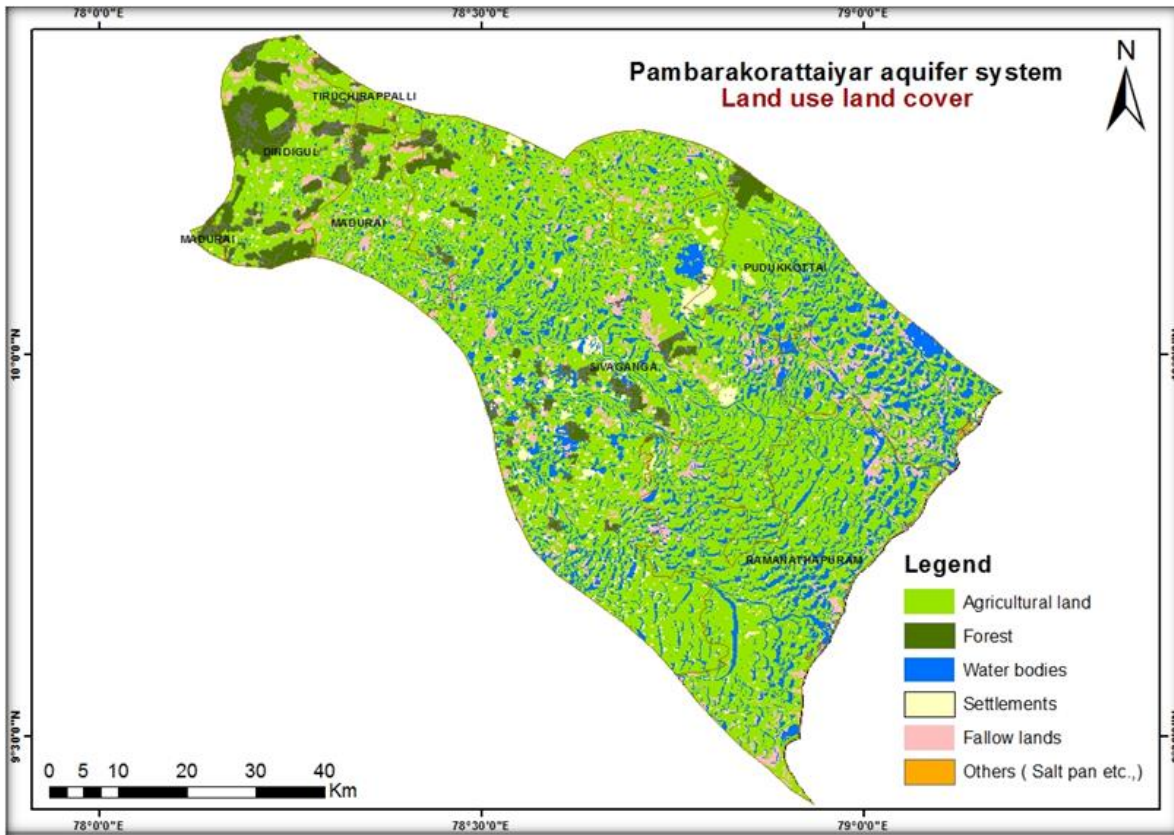 78°0'0"E 78°30'0"E 79°0'0"E
Pambarakorattaiyar aquifer system
Land use land cover
N
TIRUCHIRAPPALLI
DINDIGUL
MADURAI
MADURAI
PUDUKKOTTAI
10°0'0"N
SIVAGANGA
RAMANATHAPURAM
Legend
Agricultural land
Forest
Water bodies
Settlements
Fallow lands
Others ( Salt pan etc.,)
9°30'0"N
0 5 10 20 30 40
Km
78°0'0"E 78°30'0"E 79°0'0"E